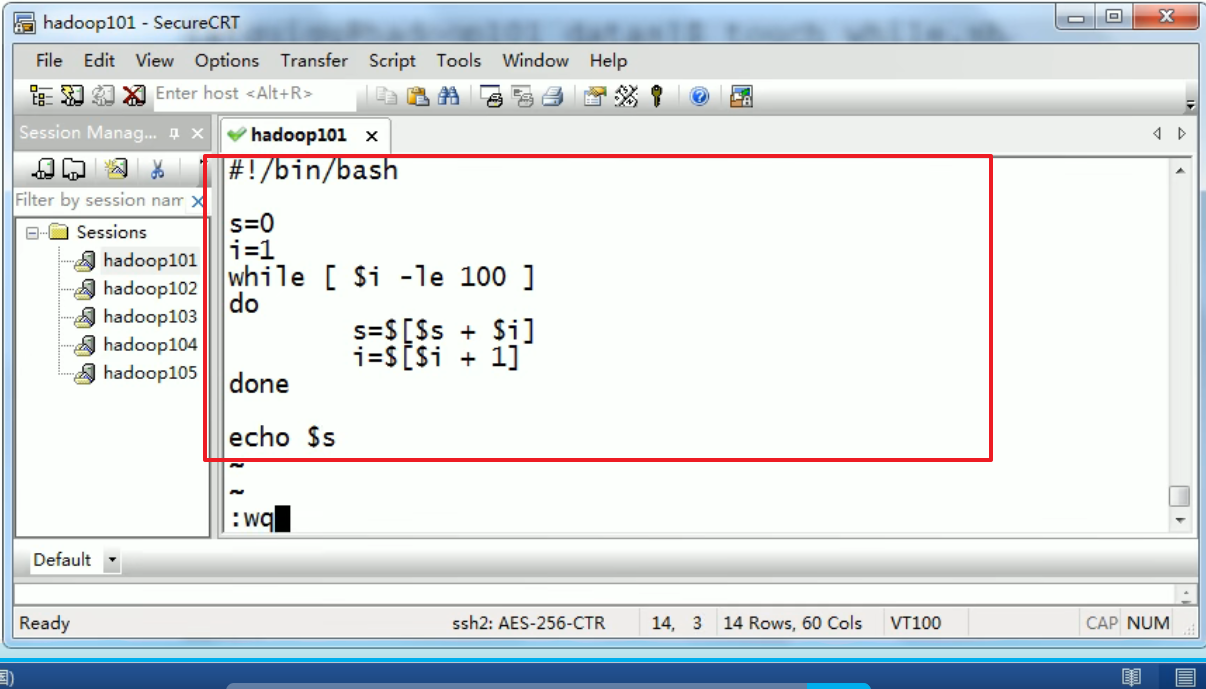 hadoop101 - SecureCRT
File Edit View Options Transfer Script Tools Window Help
Enter host <Alt+R>
Session Manag...
hadoop101
Filter by session nam
Sessions
hadoop101
hadoop102
hadoop103
hadoop104
hadoop105
#!/bin/bash
s=0
i=1
while [ $i -le 100 ]
do
s=$[$s + $i]
i=$[$i + 1]
done
echo $s
~
~
:wq
Default
Ready ssh2: AES-256-CTR 14, 3 14 Rows, 60 Cols VT100 CAP NUM